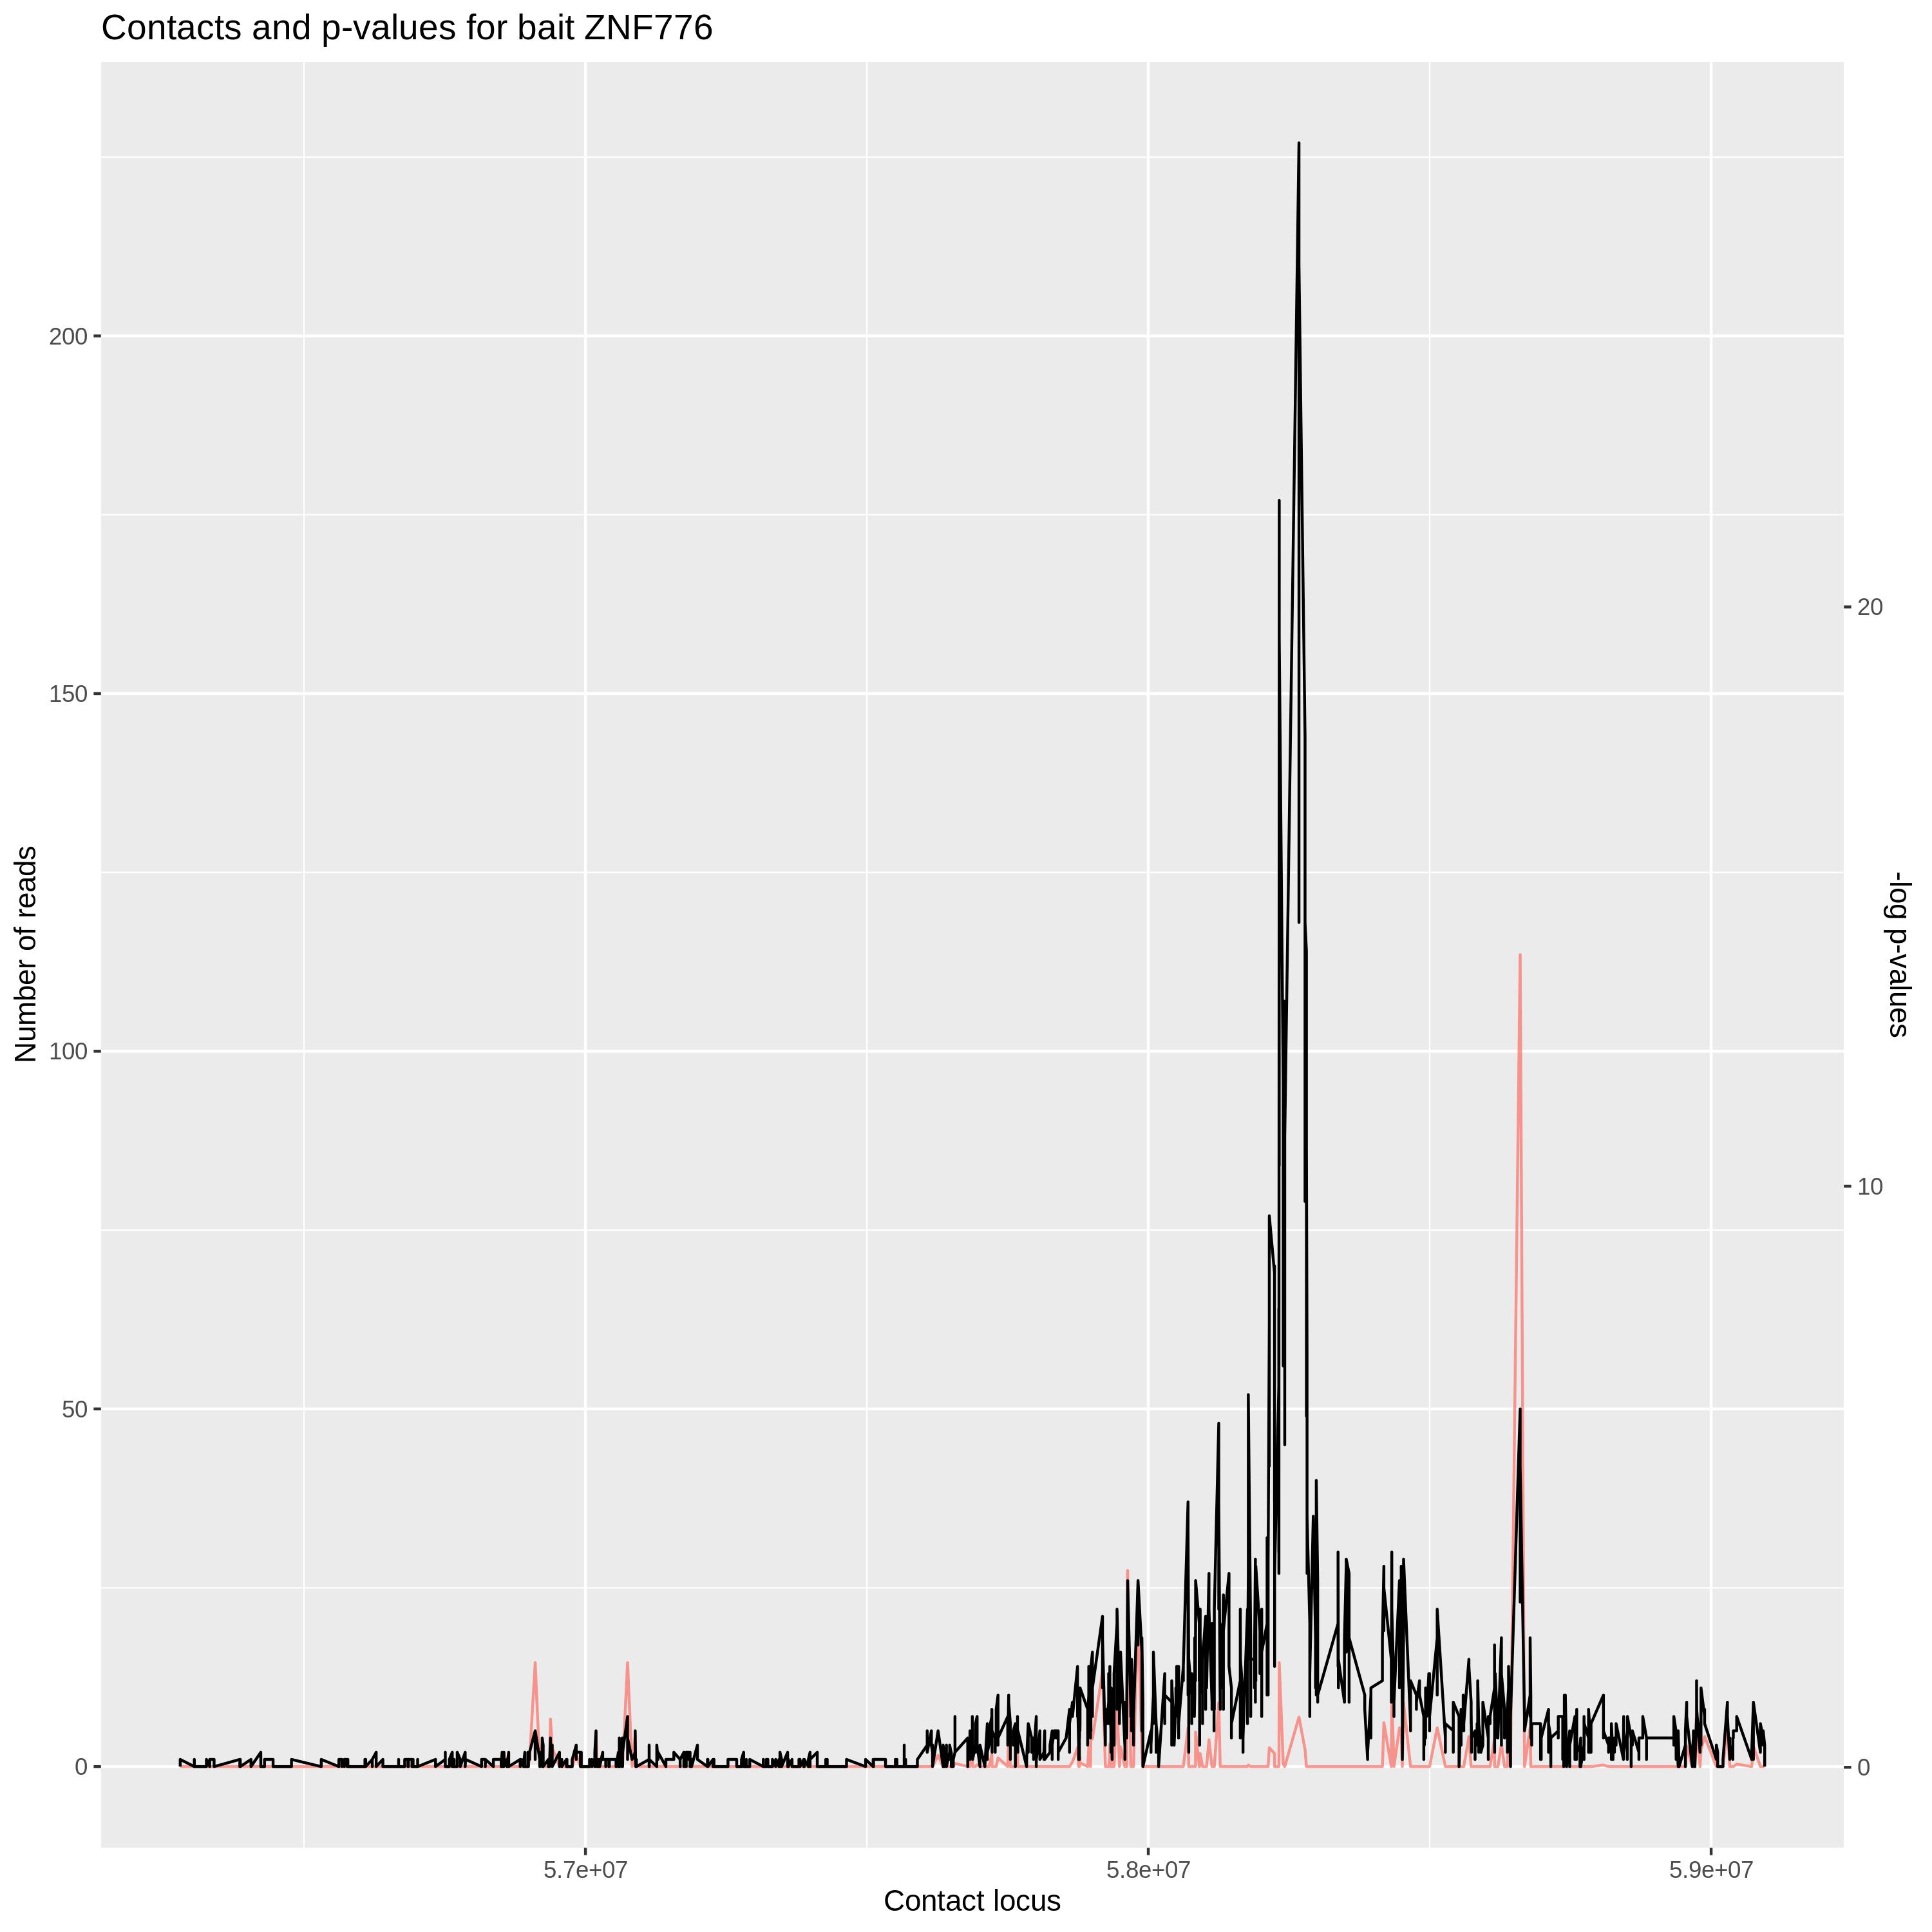 Contacts and p-values for bait ZNF776
Number of reads
200
150
100
50
0
-log p-values
20
10
0
5.7e+07 5.8e+07 5.9e+07
Contact locus